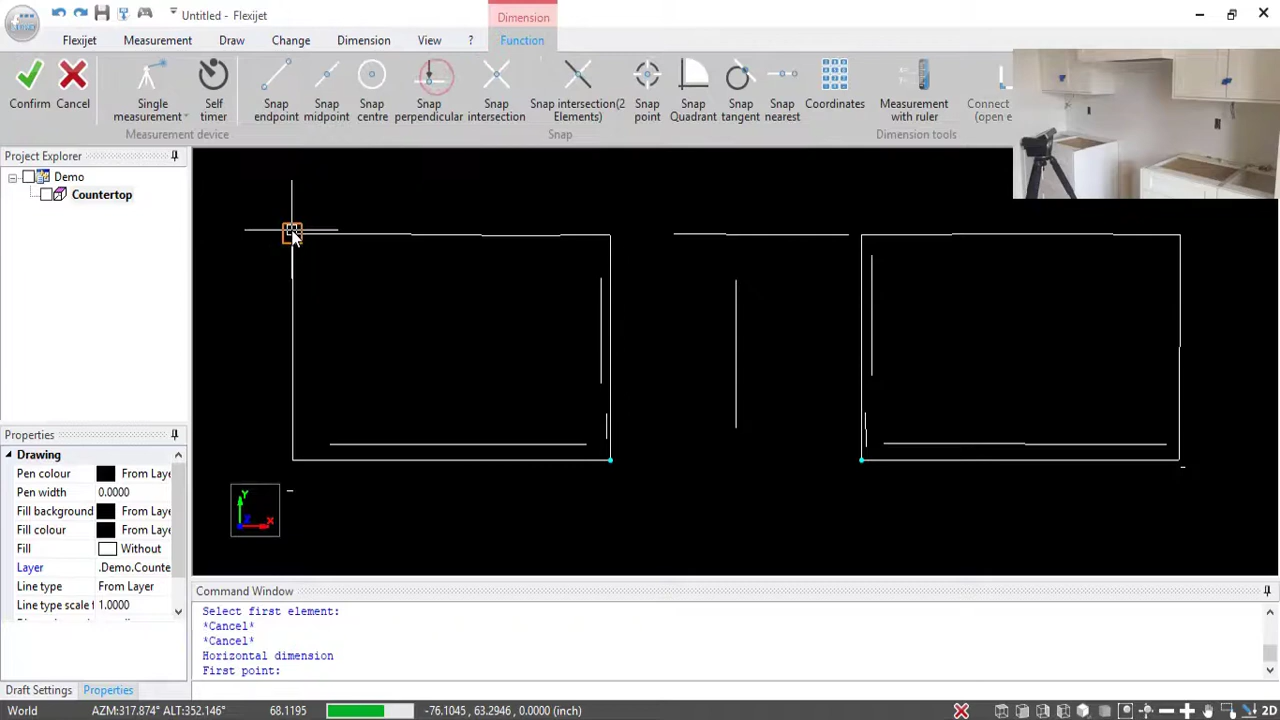 Untitled - Flexijet
Dimension
Flexijet
Measurement
Draw
Change
Dimension
View
?
Function
Confirm
Cancel
Single measurement
Self timer
Snap endpoint
Snap midpoint
Snap centre
Snap perpendicular
Snap intersection
Snap intersection(2 Elements)
Snap point
Snap Quadrant
Snap tangent
Snap nearest
Coordinates
Measurement with ruler
Connect (open e
Measurement device
Snap
Dimension tools
Project Explorer
Demo
Countertop
Properties
Drawing
Pen colour From Laye
Pen width 0.0000
Fill background From Laye
Fill colour From Laye
Fill Without
Layer .Demo.Counte
Line type From Layer
Line type scale f 1.0000
Draft Settings
Properties
Y
X
Z
Command Window
Select first element:
*Cancel*
*Cancel*
Horizontal dimension
First point:
World AZM:317.874° ALT:352.146° 68.1195 -76.1045, 63.2946, 0.0000 (inch) 2D